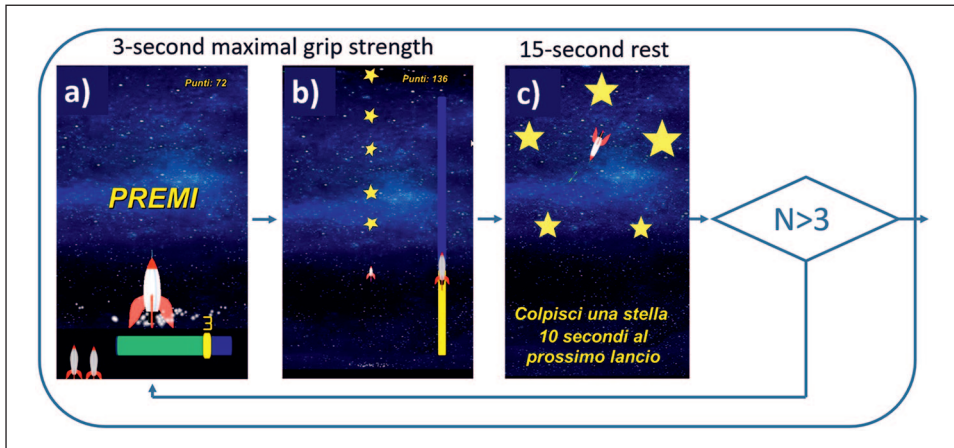 3-second maximal grip strength
15-second rest
a)
Punti: 72
PREMI
m
b)
Punti: 136
c)
Colpisci una stella
10 secondi al
prossimo lancio
N>3